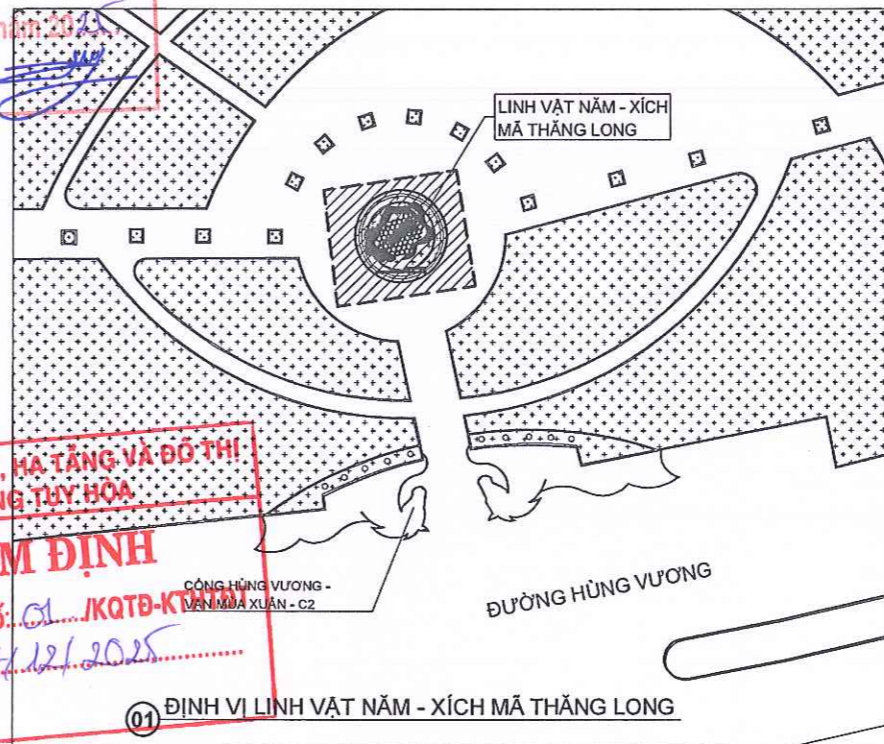 năm 2025
LINH VẬT NĂM - XÍCH
MÃ THĂNG LONG
, HẠ TẦNG VÀ ĐÔ THỊ
NG TUY HÒA
M ĐỊNH
CỔNG HÙNG VƯƠNG -
VẠN MÙA XUÂN - C2
ố: 01 /KQTĐ-KTHTĐT
/12/2025
ĐƯỜNG HÙNG VƯƠNG
01 ĐỊNH VỊ LINH VẬT NĂM - XÍCH MÃ THĂNG LONG